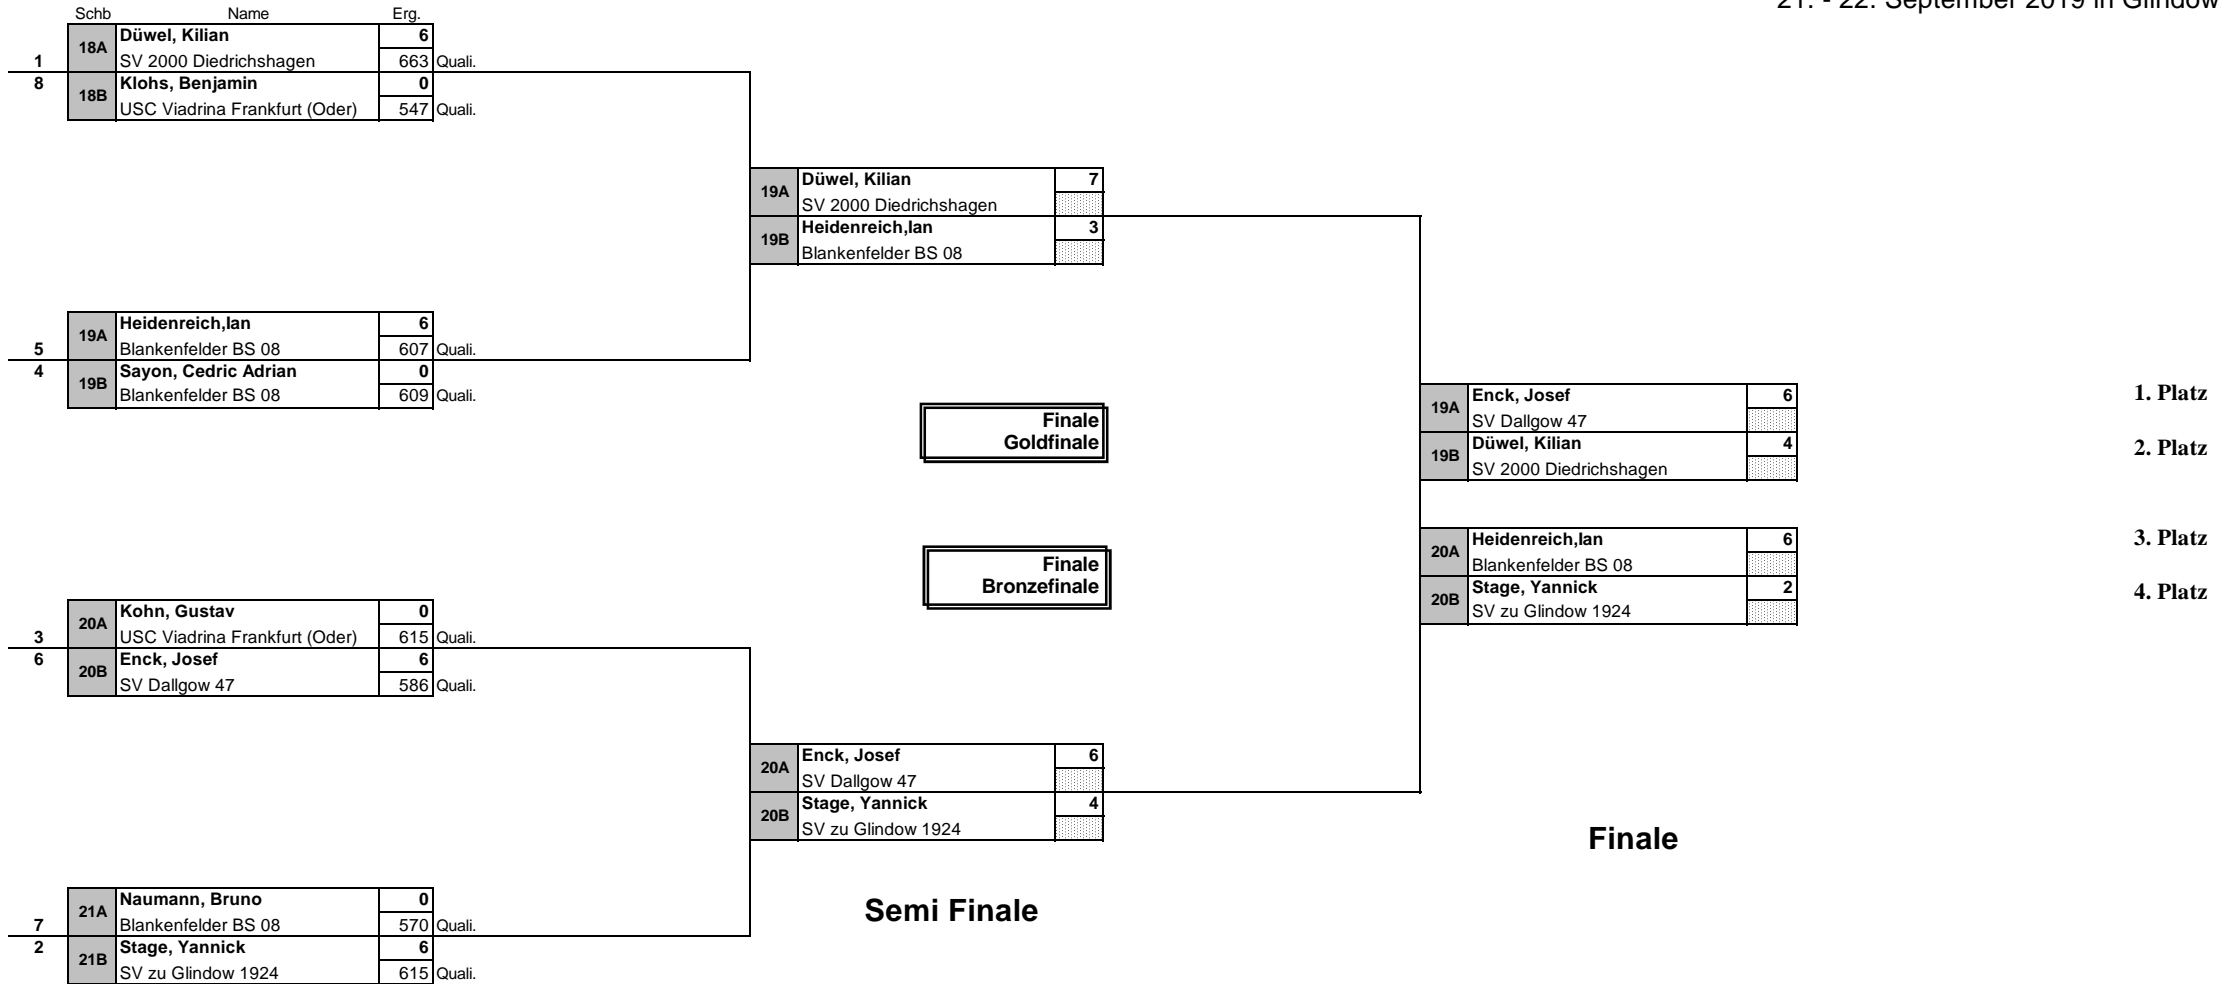 21. - 22. September 2019 in Glindow
Schb Name Erg.
18A Düwel, Kilian 6
1 SV 2000 Diedrichshagen 663 Quali.
8 18B Klohs, Benjamin 0
USC Viadrina Frankfurt (Oder) 547 Quali.
19A Düwel, Kilian 7
SV 2000 Diedrichshagen
19B Heidenreich,Ian 3
Blankenfelder BS 08
19A Heidenreich,Ian 6
5 Blankenfelder BS 08 607 Quali.
4 19B Sayon, Cedric Adrian 0
Blankenfelder BS 08 609 Quali.
Finale
Goldfinale
19A Enck, Josef 6 1. Platz
SV Dallgow 47
19B Düwel, Kilian 4 2. Platz
SV 2000 Diedrichshagen
Finale
Bronzefinale
20A Heidenreich,Ian 6 3. Platz
Blankenfelder BS 08
20B Stage, Yannick 2 4. Platz
SV zu Glindow 1924
20A Kohn, Gustav 0
3 USC Viadrina Frankfurt (Oder) 615 Quali.
6 20B Enck, Josef 6
SV Dallgow 47 586 Quali.
20A Enck, Josef 6
SV Dallgow 47
20B Stage, Yannick 4
SV zu Glindow 1924
Finale
Semi Finale
21A Naumann, Bruno 0
7 Blankenfelder BS 08 570 Quali.
2 21B Stage, Yannick 6
SV zu Glindow 1924 615 Quali.